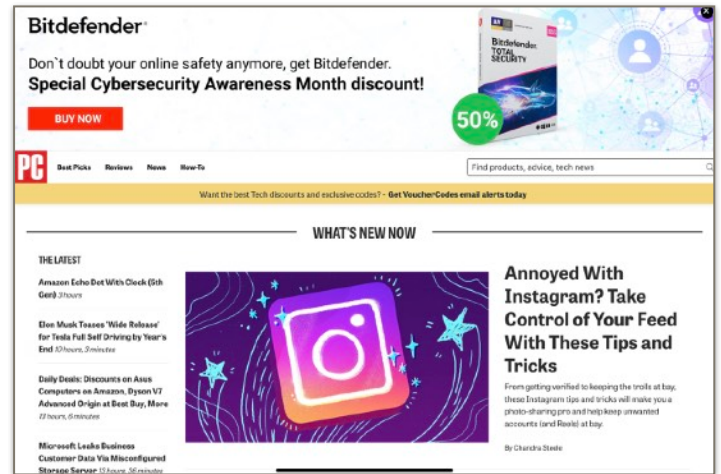 Bitdefender
Don`t doubt your online safety anymore, get Bitdefender.
Special Cybersecurity Awareness Month discount!
BUY NOW
Bitdefender
TOTAL
SECURITY
50%
PC
Best Picks Reviews News How-To
Find products, advice, tech news
Want the best Tech discounts and exclusive codes? - Get VoucherCodes email alerts today
WHAT'S NEW NOW
THE LATEST
Amazon Echo Dot With Clock (5th
Gen) 3 hours
Elon Musk Teases 'Wide Release'
for Tesla Full Self Driving by Year's
End 10 hours, 3 minutes
Daily Deals: Discounts on Asus
Computers on Amazon, Dyson V7
Advanced Origin at Best Buy, More
13 hours, 6 minutes
Microsoft Leaks Business
Customer Data Via Misconfigured
Storage Server 15 hours, 56 minutes
Annoyed With
Instagram? Take
Control of Your Feed
With These Tips and
Tricks
From getting verified to keeping the trolls at bay,
these Instagram tips and tricks will make you a
photo-sharing pro and help keep unwanted
accounts (and Reels) at bay.
By Chandra Steele